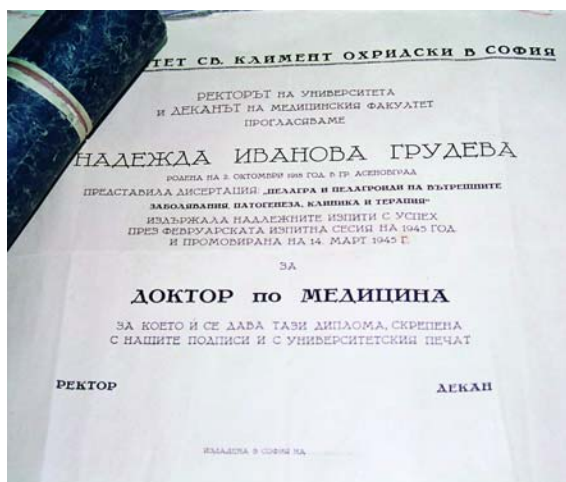 ТЕТ СВ. КЛИМЕНТ ОХРИДСКИ В СОФИЯ
РЕКТОРЪТ НА УНИВЕРСИТЕТА
И ДЕКАНЪТ НА МЕДИЦИНСКИЯ ФАКУЛТЕТ
ПРОГЛАСЯВАМЕ
НАДЕЖДА ИВАНОВА ГРУДЕВА
РОДЕНА НА 2. ОКТОМВРИ ГОД. В ГР. АСЕНОВГРАД
ПРЕДСТАВИЛА ДИСЕРТАЦИЯ: „ПЕЛАГРА И ПЕЛАГРОИДИ НА ВЪТРЕШНИТЕ
ЗАБОЛЯВАНИЯ, ПАТОГЕНЕЗА, КЛИНИКА И ТЕРАПИЯ“
ИЗДЪРЖАЛА НАДЛЕЖНИТЕ ИЗПИТИ С УСПЕХ
ПРЕЗ ФЕВРУАРСКАТА ИЗПИТНА СЕСИЯ НА 1945 ГОД.
И ПРОМОВИРАНА НА 14. МАРТ 1945 Г.
ЗА
ДОКТОР ПО МЕДИЦИНА
ЗА КОЕТО Й СЕ ДАВА ТАЗИ ДИПЛОМА, СКРЕПЕНА
С НАШИТЕ ПОДПИСИ И С УНИВЕРСИТЕТСКИЯ ПЕЧАТ
РЕКТОР ДЕКАН
ИЗДАДЕНА В СОФИЯ НА